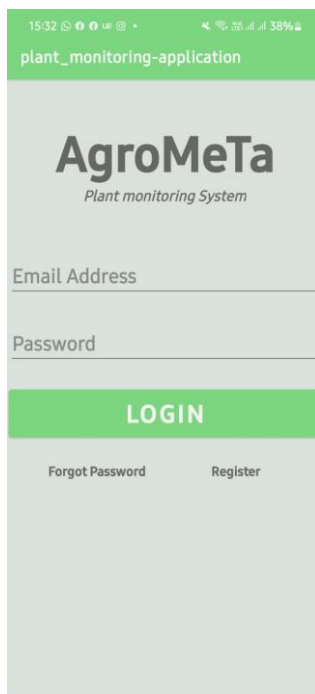 15:32 38%
plant_monitoring-application
AgroMeTa
Plant monitoring System
Email Address
Password
LOGIN
Forgot Password Register